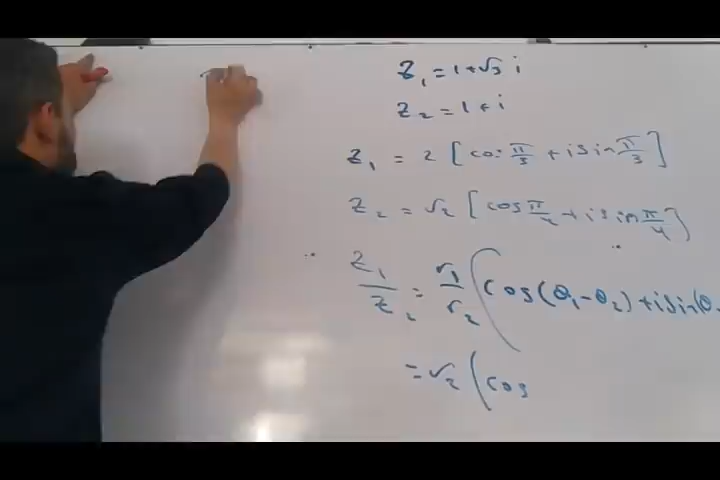 z₁ = 1 + √3 i
z₂ = 1 + i
z₁ = 2 [ cos π/3 + i sin π/3 ]
z₂ = √2 [ cos π/4 + i sin π/4 ]
z₁/z₂ = r₁/r₂ ( cos(θ₁ - θ₂) + i sin(θ
= √2 ( cos